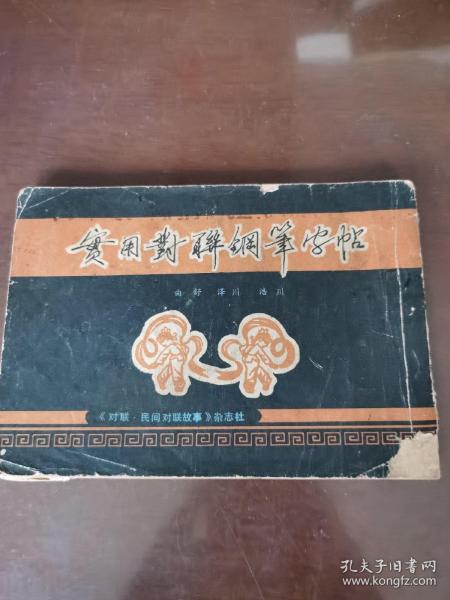 實用對聯鋼筆字帖
曲舒 泽川 浩川
《对联·民间对联故事》杂志社
孔夫子旧书网
www.kongfz.com